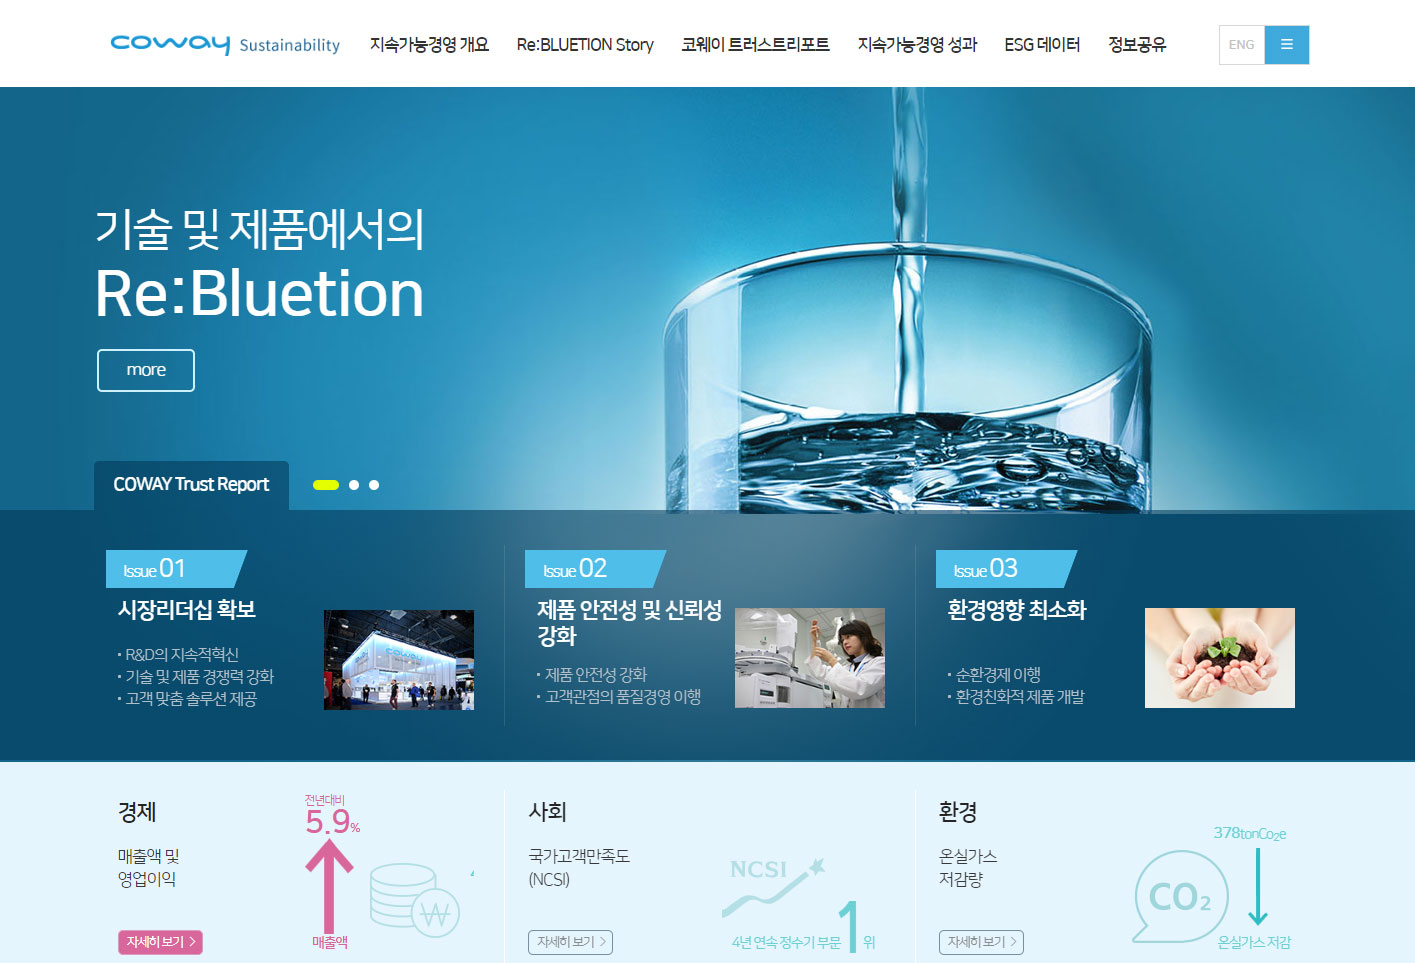 coway Sustainability
지속가능경영 개요
Re:BLUETION Story
코웨이 트러스트리포트
지속가능경영 성과
ESG 데이터
정보공유
ENG
기술 및 제품에서의
Re:Bluetion
more
COWAY Trust Report
Issue 01
시장리더십 확보
• R&D의 지속적혁신
• 기술 및 제품 경쟁력 강화
• 고객 맞춤 솔루션 제공
coway
Issue 02
제품 안전성 및 신뢰성
강화
• 제품 안전성 강화
• 고객관점의 품질경영 이행
Issue 03
환경영향 최소화
• 순환경제 이행
• 환경친화적 제품 개발
경제
매출액 및
영업이익
자세히 보기 >
전년대비
5.9%
매출액
₩
사회
국가고객만족도
(NCSI)
자세히 보기 >
NCSI
4년 연속 정수기 부문 1위
환경
온실가스
저감량
자세히 보기 >
378tonCo2e
CO2
온실가스 저감